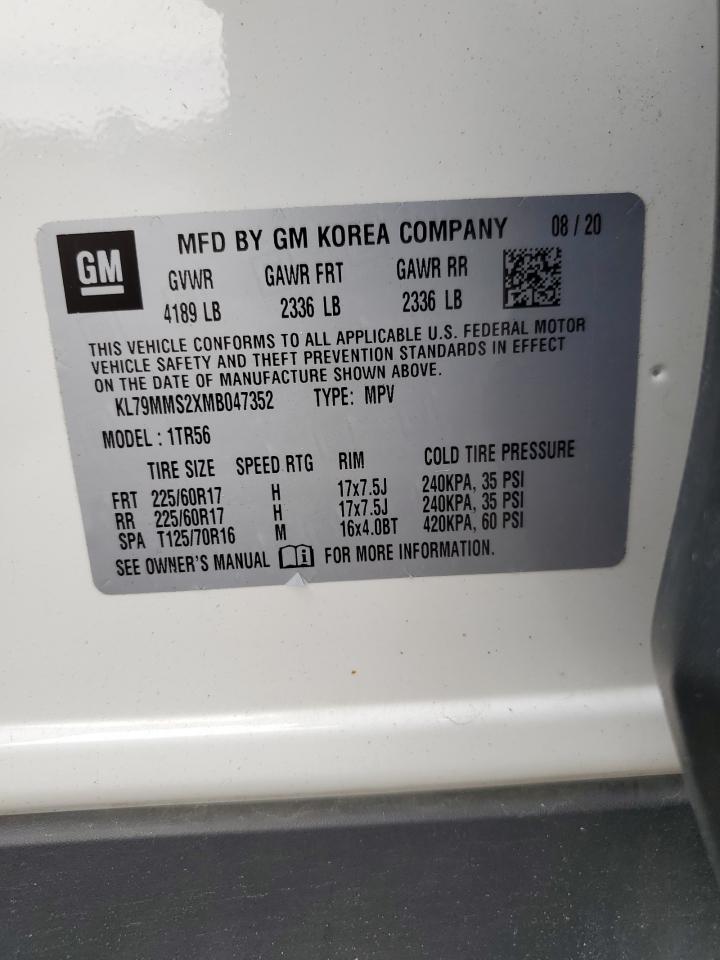 GM
MFD BY GM KOREA COMPANY 08 / 20
GVWR GAWR FRT GAWR RR
4189 LB 2336 LB 2336 LB
THIS VEHICLE CONFORMS TO ALL APPLICABLE U.S. FEDERAL MOTOR
VEHICLE SAFETY AND THEFT PREVENTION STANDARDS IN EFFECT
ON THE DATE OF MANUFACTURE SHOWN ABOVE.
KL79MMS2XMB047352 TYPE: MPV
MODEL : 1TR56
TIRE SIZE SPEED RTG RIM COLD TIRE PRESSURE
FRT 225/60R17 H 17x7.5J 240KPA, 35 PSI
RR 225/60R17 H 17x7.5J 240KPA, 35 PSI
SPA T125/70R16 M 16x4.0BT 420KPA, 60 PSI
SEE OWNER'S MANUAL i FOR MORE INFORMATION.